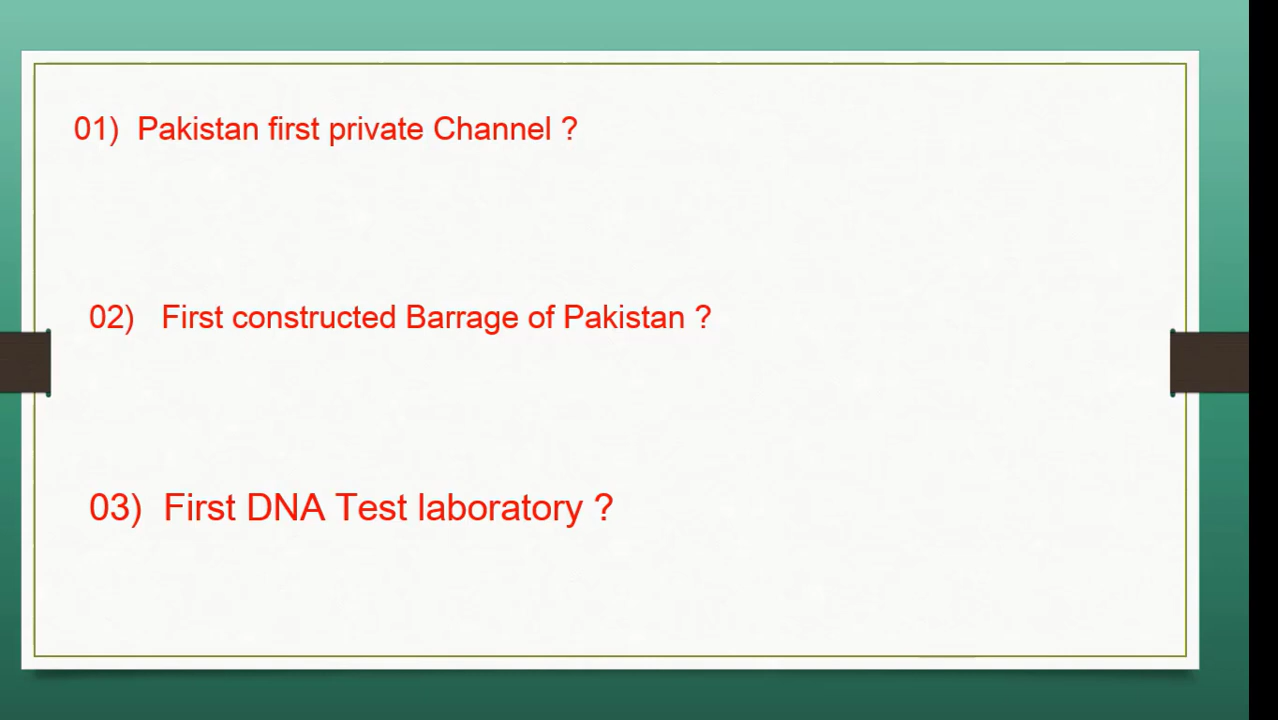 01) Pakistan first private Channel ?
02) First constructed Barrage of Pakistan ?
03) First DNA Test laboratory ?